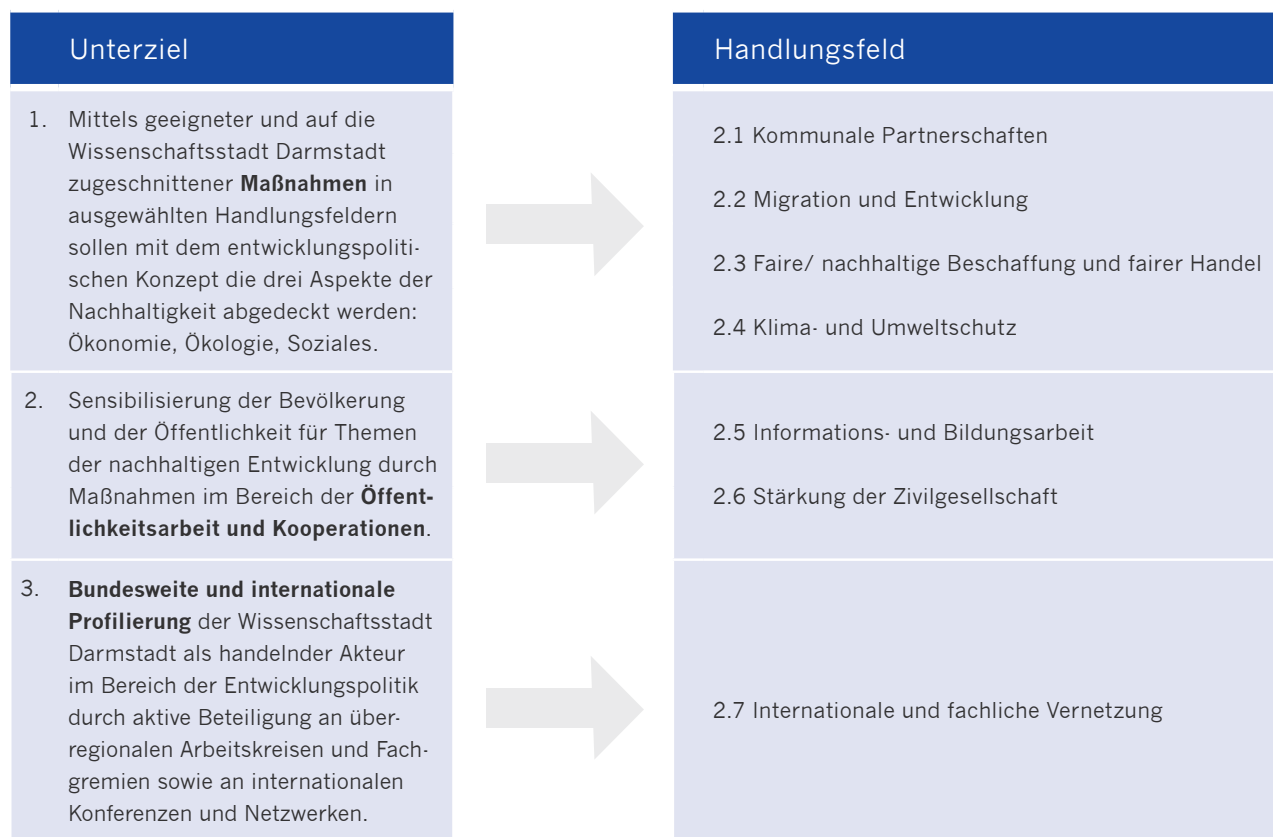 Unterziel
Handlungsfeld
1. Mittels geeigneter und auf die
Wissenschaftsstadt Darmstadt
zugeschnittener Maßnahmen in
ausgewählten Handlungsfeldern
sollen mit dem entwicklungspoliti-
schen Konzept die drei Aspekte der
Nachhaltigkeit abgedeckt werden:
Ökonomie, Ökologie, Soziales.
2.1 Kommunale Partnerschaften
2.2 Migration und Entwicklung
2.3 Faire/ nachhaltige Beschaffung und fairer Handel
2.4 Klima- und Umweltschutz
2. Sensibilisierung der Bevölkerung
und der Öffentlichkeit für Themen
der nachhaltigen Entwicklung durch
Maßnahmen im Bereich der Öffent-
lichkeitsarbeit und Kooperationen.
2.5 Informations- und Bildungsarbeit
2.6 Stärkung der Zivilgesellschaft
3. Bundesweite und internationale
Profilierung der Wissenschaftsstadt
Darmstadt als handelnder Akteur
im Bereich der Entwicklungspolitik
durch aktive Beteiligung an über-
regionalen Arbeitskreisen und Fach-
gremien sowie an internationalen
Konferenzen und Netzwerken.
2.7 Internationale und fachliche Vernetzung